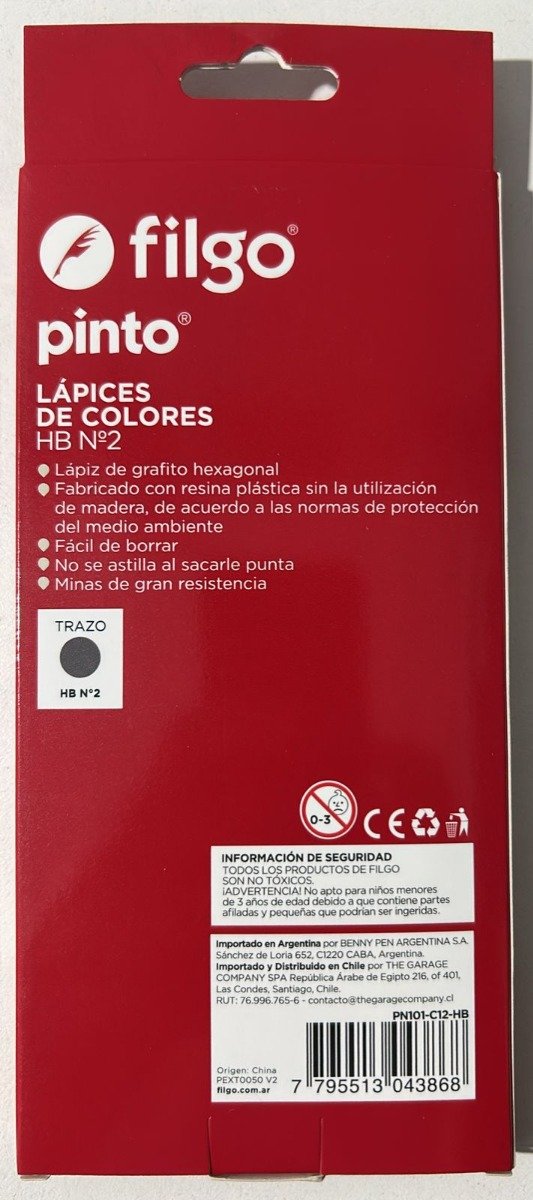 filgo®
pinto®
LÁPICES
DE COLORES
HB Nº2
Lápiz de grafito hexagonal
Fabricado con resina plástica sin la utilización
de madera, de acuerdo a las normas de protección
del medio ambiente
Fácil de borrar
No se astilla al sacarle punta
Minas de gran resistencia
TRAZO
HB N°2
0-3
CE
INFORMACIÓN DE SEGURIDAD
TODOS LOS PRODUCTOS DE FILGO
SON NO TÓXICOS.
¡ADVERTENCIA! No apto para niños menores
de 3 años de edad debido a que contiene partes
afiladas y pequeñas que podrían ser ingeridas.
Importado en Argentina por BENNY PEN ARGENTINA S.A.
Sánchez de Loria 652, C1220 CABA, Argentina.
Importado y Distribuido en Chile por THE GARAGE
COMPANY SPA República Árabe de Egipto 216, of 401,
Las Condes, Santiago, Chile.
RUT: 76.996.765-6 - contacto@thegaragecompany.cl
PN101-C12-HB
Origen: China
PEXT0050 V2
filgo.com.ar
7 795513 043868